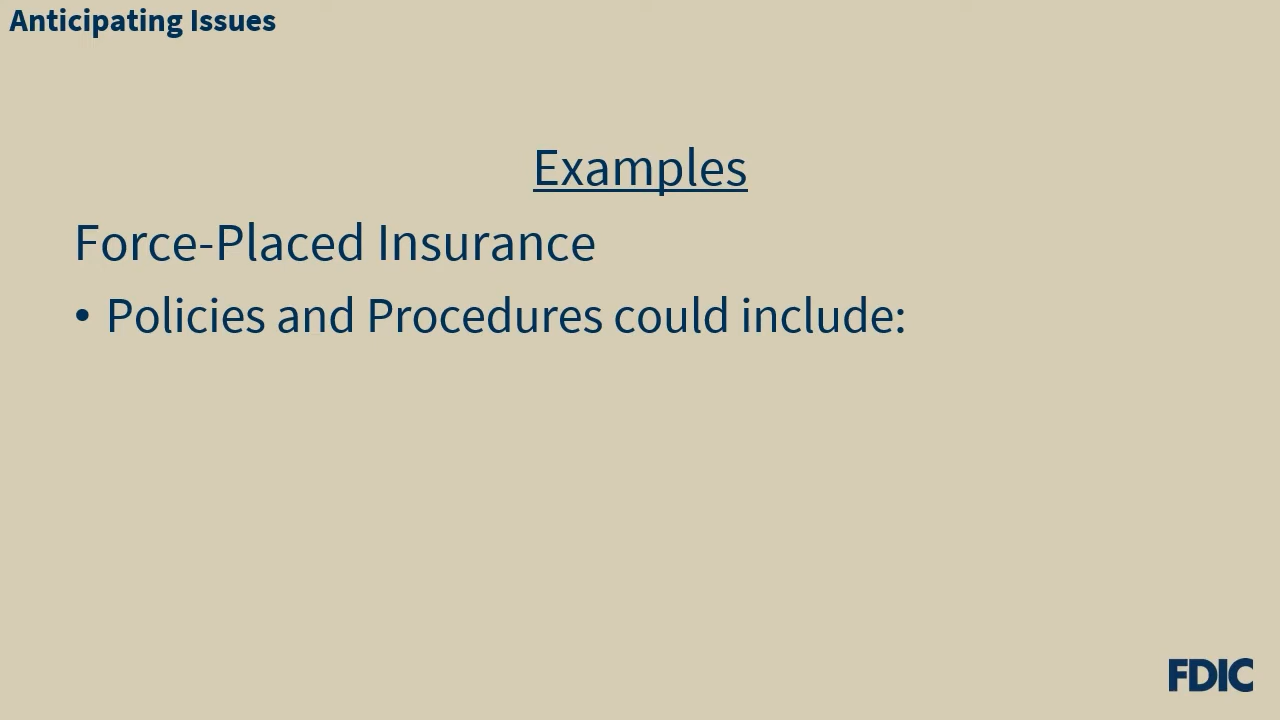 Anticipating Issues
Examples
Force-Placed Insurance
• Policies and Procedures could include:
FDIC